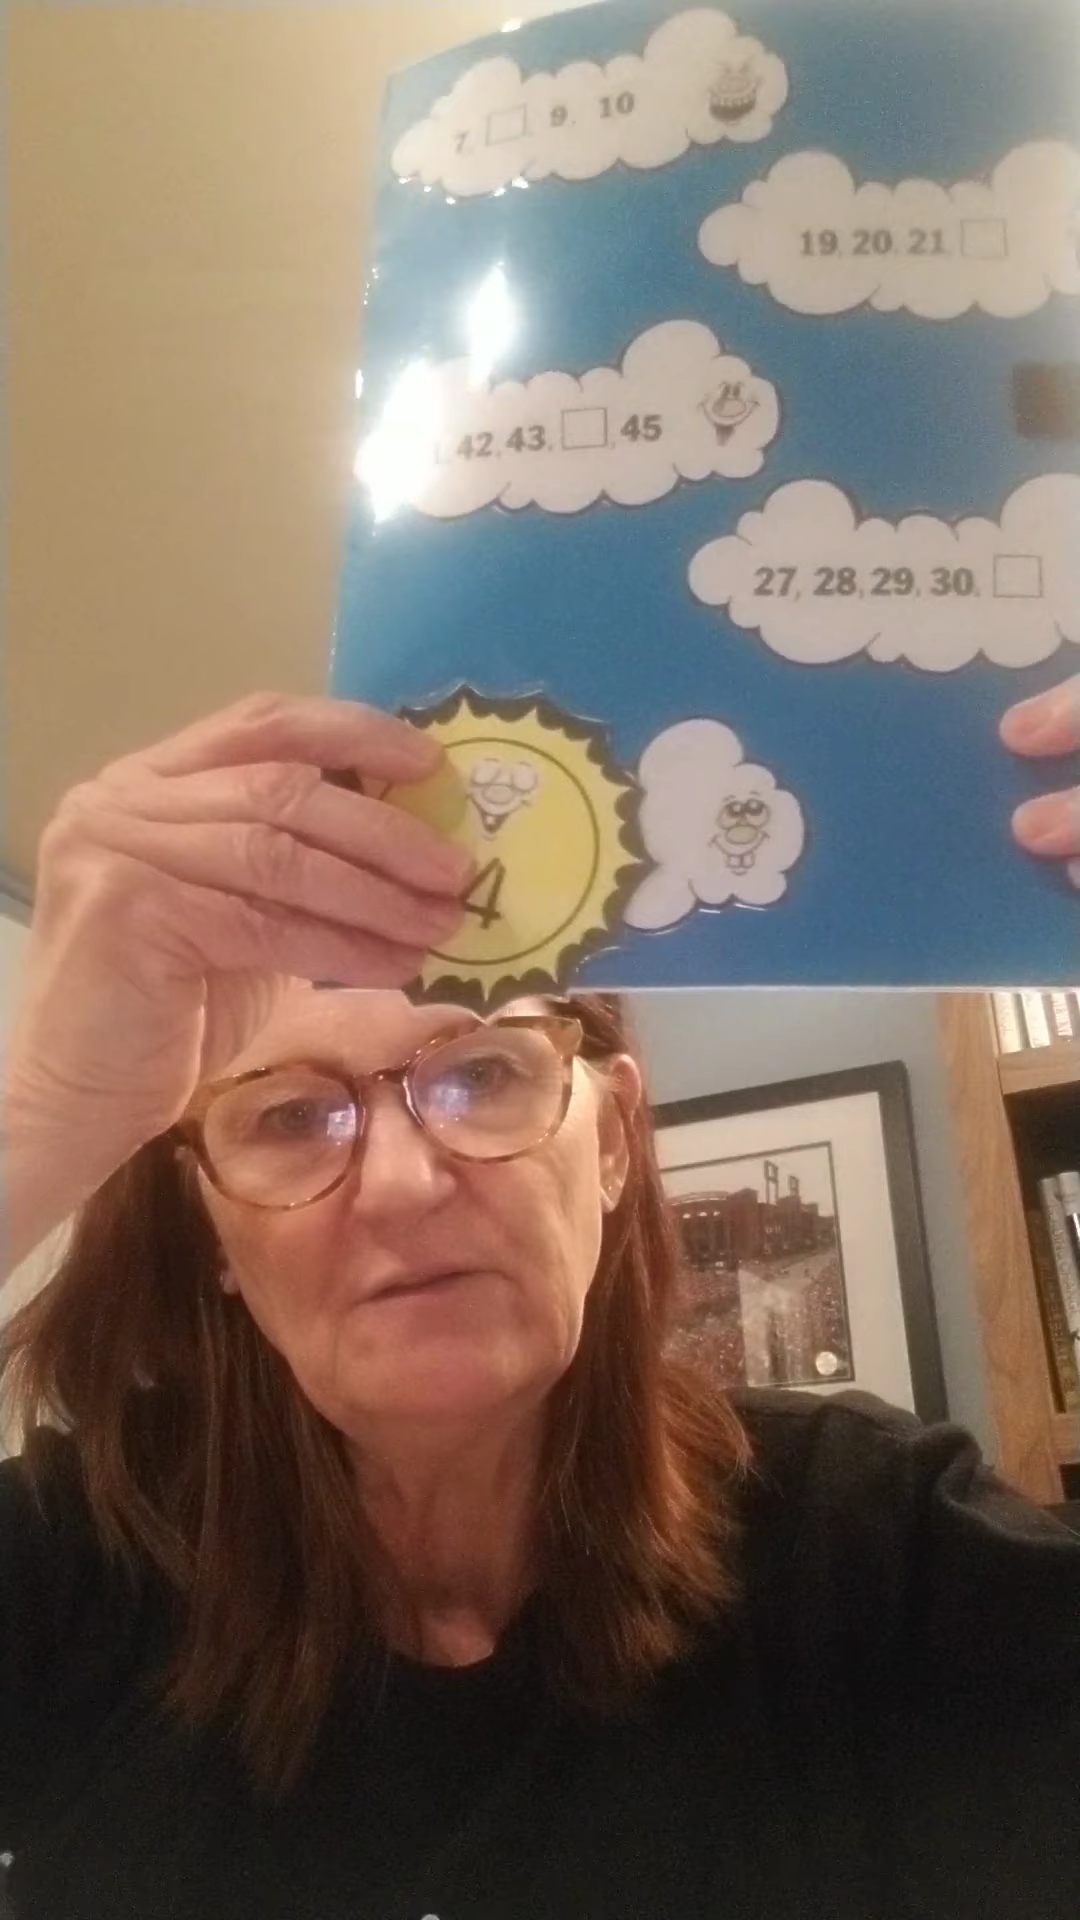 7, 9, 10
19, 20, 21
42, 43, , 45
27, 28, 29, 30,
4